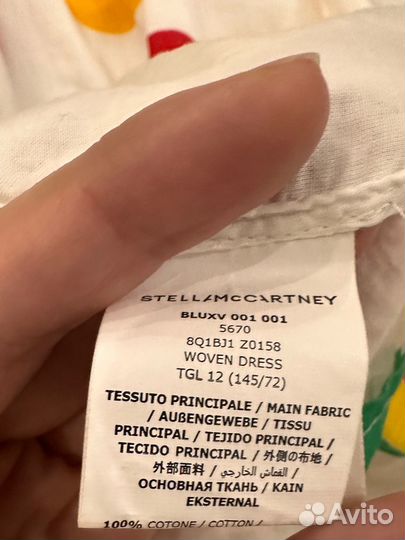 STELLAMcCARTNEY
BLUXV 001 001
5670
8Q1BJ1 Z0158
WOVEN DRESS
TGL 12 (145/72)
TESSUTO PRINCIPALE / MAIN FABRIC
/ AUßENGEWEBE / TISSU
PRINCIPAL / TEJIDO PRINCIPAL /
TECIDO PRINCIPAL / 外側の布地 /
外部面料 / القماش الخارجي /
ОСНОВНАЯ ТКАНЬ / KAIN
EKSTERNAL
100% COTONE / COTTON /
Avito